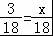 3/18 = x/18